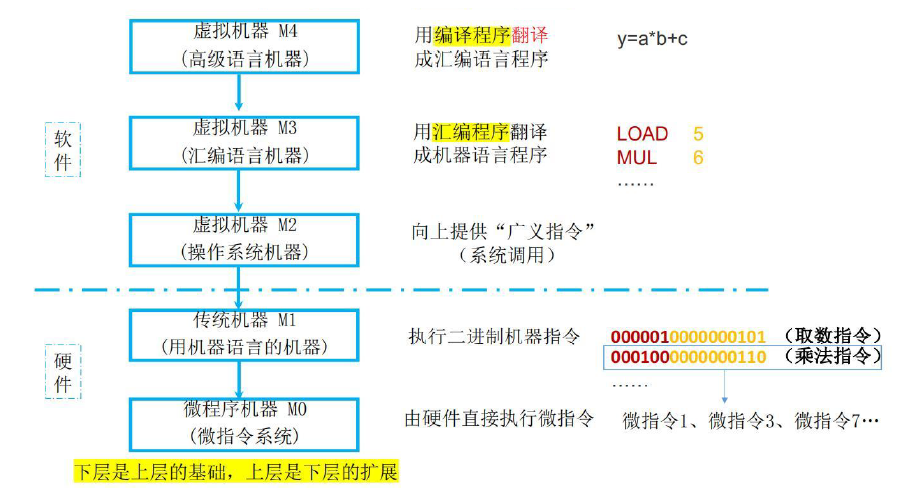 虚拟机器 M4
(高级语言机器)
用编译程序翻译
成汇编语言程序
y=a*b+c
软件
虚拟机器 M3
(汇编语言机器)
用汇编程序翻译
成机器语言程序
LOAD 5
MUL 6
……
虚拟机器 M2
(操作系统机器)
向上提供“广义指令”
(系统调用)
传统机器 M1
(用机器语言的机器)
执行二进制机器指令
0000010000000101 (取数指令)
0001000000000110 (乘法指令)
……
硬件
微程序机器 M0
(微指令系统)
由硬件直接执行微指令
微指令1、微指令3、微指令7…
下层是上层的基础，上层是下层的扩展